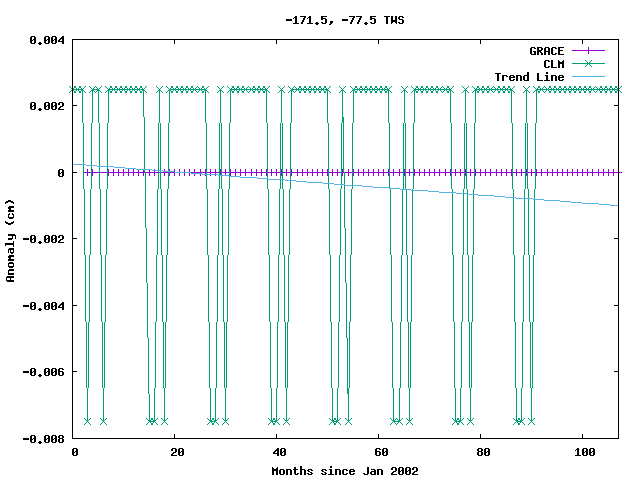 -171.5, -77.5 TWS
GRACE
CLM
Trend Line
0.004
0.002
0
-0.002
-0.004
-0.006
-0.008
Anomaly (cm)
0 20 40 60 80 100
Months since Jan 2002